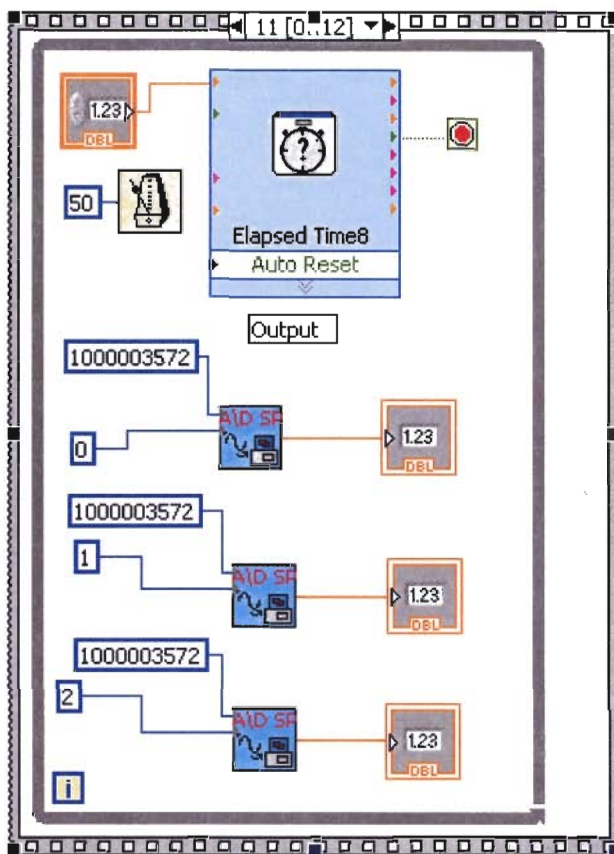 11 [0..12]
1.23
DBL
50
?
Elapsed Time8
Auto Reset
Output
1000003572
A\D SP
0
1.23
DBL
1000003572
A\D SP
1
1.23
DBL
1000003572
A\D SP
2
1.23
DBL
i